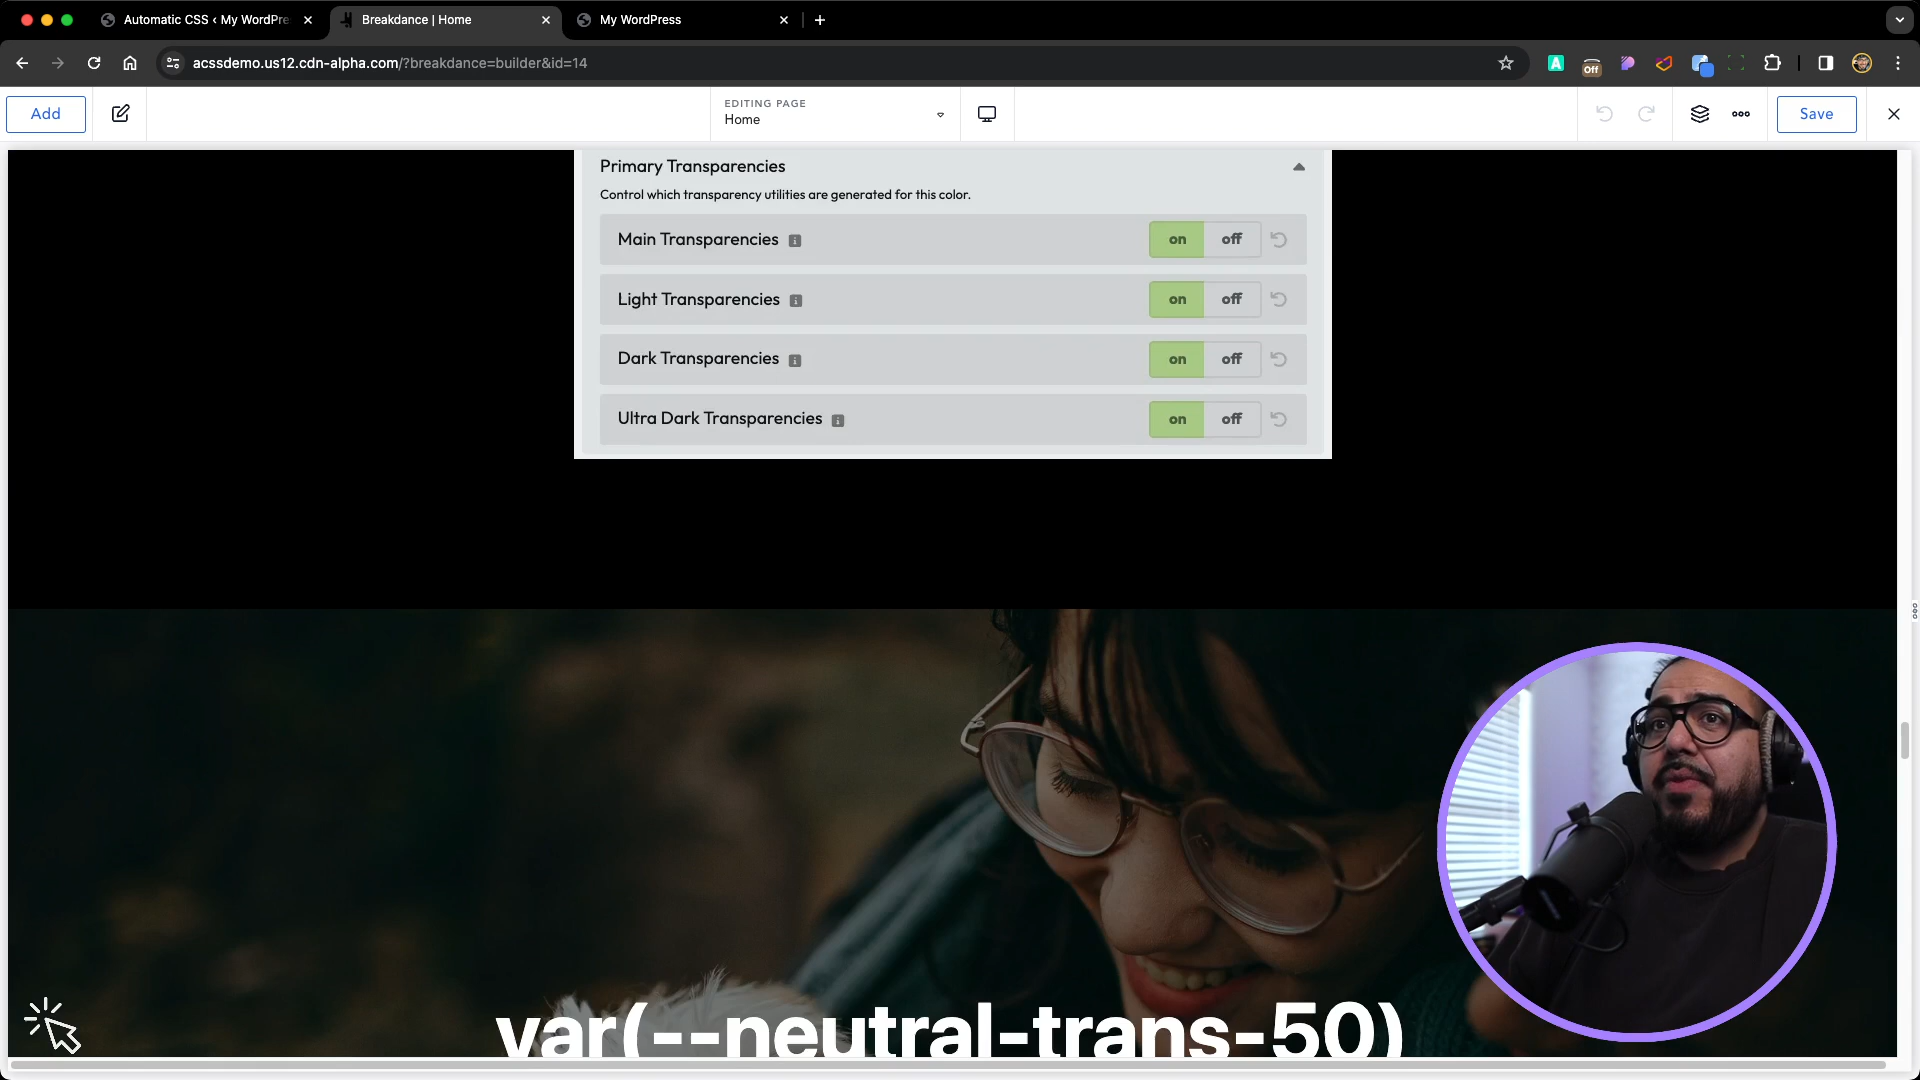 Automatic CSS ‹ My WordPre
Breakdance | Home
My WordPress
acssdemo.us12.cdn-alpha.com/?breakdance=builder&id=14
A
Off
Add
EDITING PAGE
Home
Save
Primary Transparencies
Control which transparency utilities are generated for this color.
Main Transparencies
on off
Light Transparencies
on off
Dark Transparencies
on off
Ultra Dark Transparencies
on off
var(--neutral-trans-50)